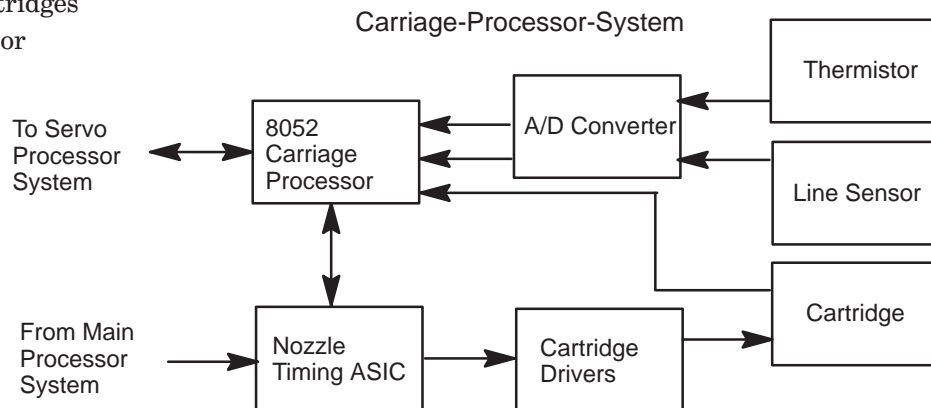 tridges
or
Carriage-Processor-System
Thermistor
8052
Carriage
Processor
A/D Converter
To Servo
Processor
System
Line Sensor
Cartridge
From Main
Processor
System
Nozzle
Timing ASIC
Cartridge
Drivers